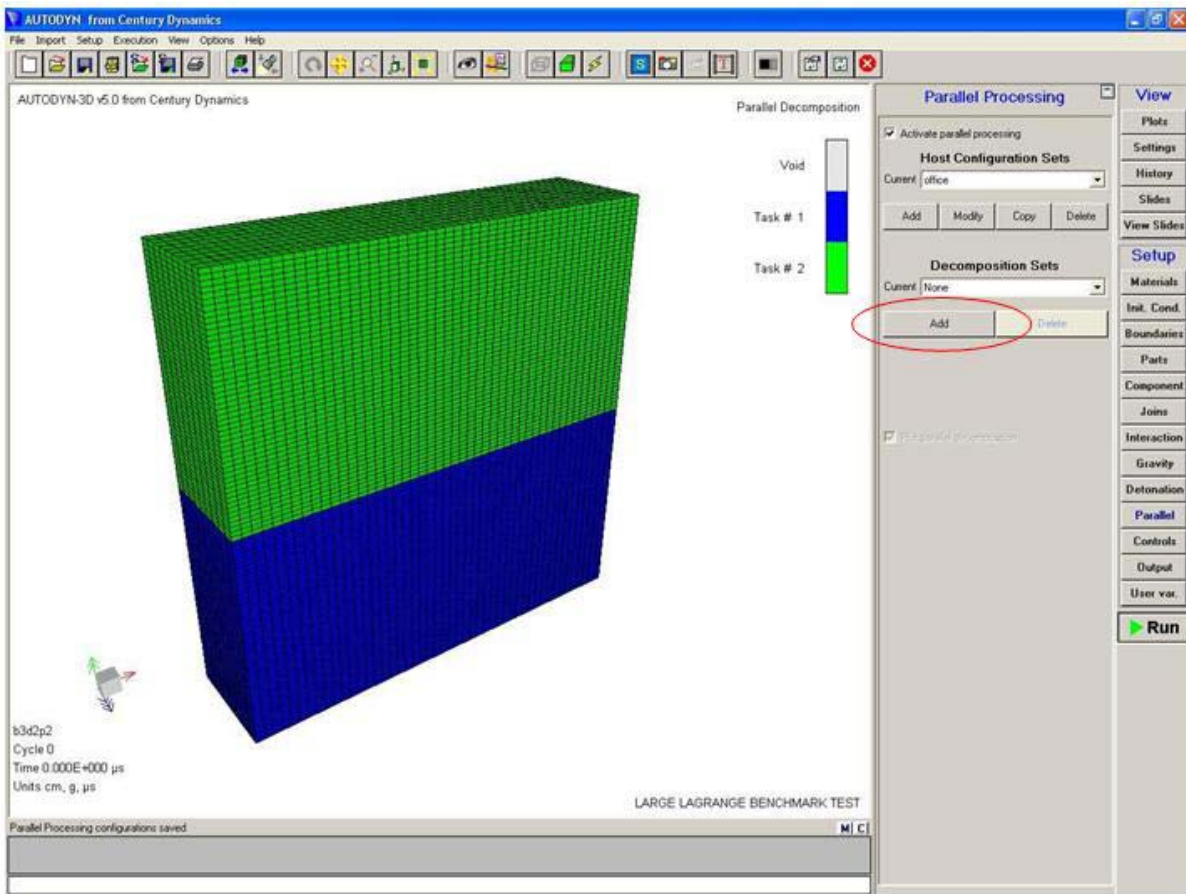 AUTODYN from Century Dynamics
File Import Setup Execution View Options Help
AUTODYN-3D v5.0 from Century Dynamics
Parallel Decomposition
Void
Task # 1
Task # 2
b3d2p2
Cycle 0
Time 0.000E+000 µs
Units cm, g, µs
LARGE LAGRANGE BENCHMARK TEST
Parallel Processing configurations saved
M C
Parallel Processing
Activate parallel processing
Host Configuration Sets
Current office
Add Modify Copy Delete
Decomposition Sets
Current None
Add Delete
Plot parallel decomposition
View
Plots
Settings
History
Slides
View Slides
Setup
Materials
Init. Cond.
Boundaries
Parts
Component
Joins
Interaction
Gravity
Detonation
Parallel
Controls
Output
User var.
Run